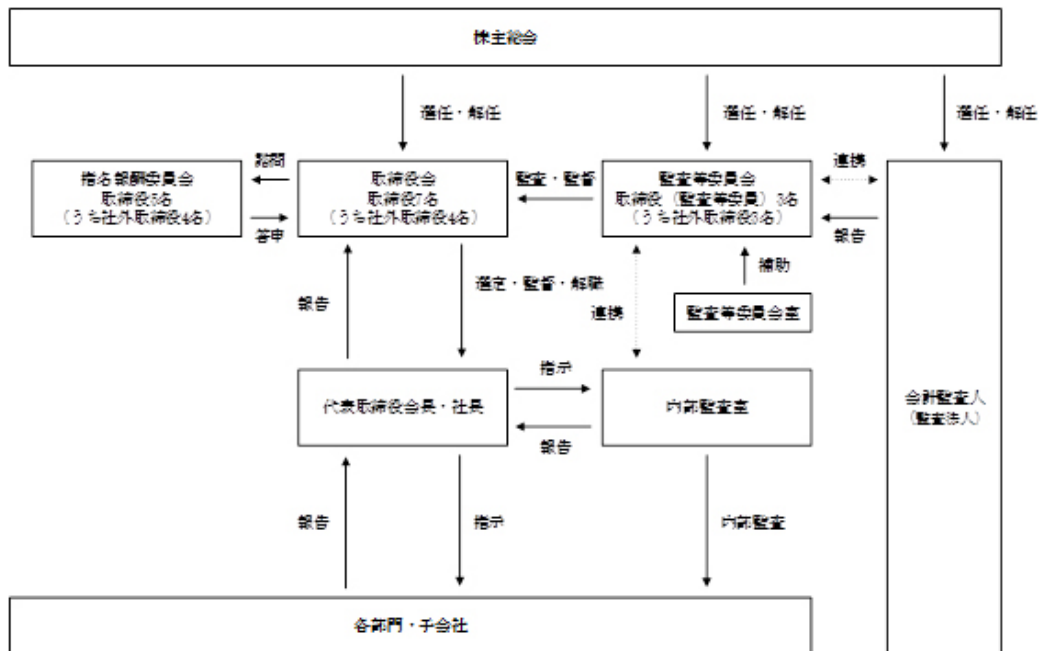 株主総会
選任・解任
選任・解任
選任・解任
指名報酬委員会
取締役5名
(うち社外取締役4名)
諮問
答申
取締役会
取締役7名
(うち社外取締役4名)
監査・監督
監査等委員会
取締役(監査等委員)3名
(うち社外取締役3名)
連携
報告
補助
監査等委員会室
報告
選定・監督・解職
連携
代表取締役会長・社長
指示
報告
内部監査室
会計監査人
(監査法人)
報告
指示
内部監査
各部門・子会社